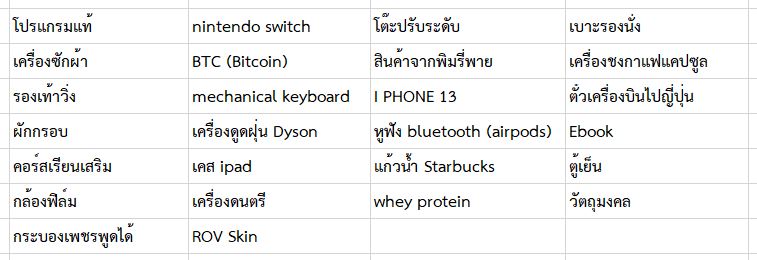 โปรแกรมแท้ nintendo switch โต๊ะปรับระดับ เบาะรองนั่ง
เครื่องซักผ้า BTC (Bitcoin) สินค้าจากพิมรี่พาย เครื่องชงกาแฟแคปซูล
รองเท้าวิ่ง mechanical keyboard I PHONE 13 ตั๋วเครื่องบินไปญี่ปุ่น
ผักกรอบ เครื่องดูดฝุ่น Dyson หูฟัง bluetooth (airpods) Ebook
คอร์สเรียนเสริม เคส ipad แก้วน้ำ Starbucks ตู้เย็น
กล้องฟิล์ม เครื่องดนตรี whey protein วัตถุมงคล
กระบองเพชรพูดได้ ROV Skin